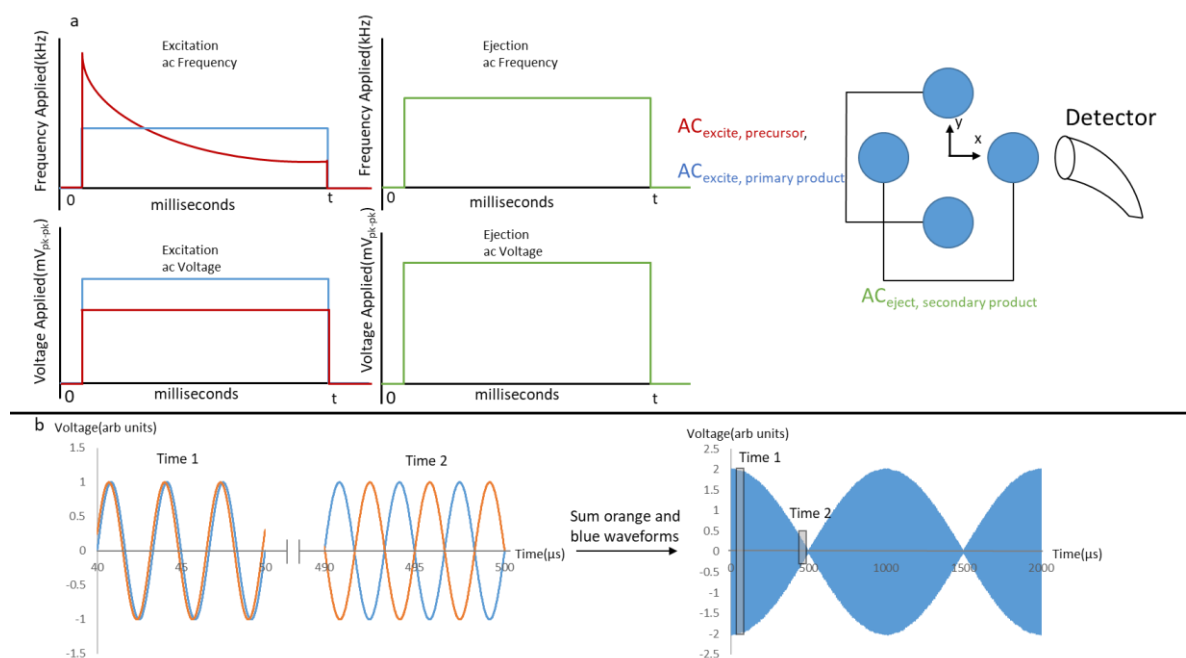 a
Excitation
ac Frequency
Frequency Applied(kHz)
0
milliseconds
t
Ejection
ac Frequency
Frequency Applied(kHz)
0
milliseconds
t
ACexcite, precursor,
ACexcite, primary product
y
x
Detector
ACeject, secondary product
Excitation
ac Voltage
Voltage Applied(mVpk-pk)
0
milliseconds
t
Ejection
ac Voltage
Voltage Applied(mVpk-pk)
0
milliseconds
t
b
Voltage(arb units)
1.5
1
0.5
0
-0.5
-1
-1.5
Time 1
Time 2
40
45
50
490
495
500
Time(µs)
Sum orange and
blue waveforms
Voltage(arb units)
2.5
2
1.5
1
0.5
0
-0.5
-1
-1.5
-2
-2.5
Time 1
Time 2
0
500
1000
1500
2000
Time(µs)